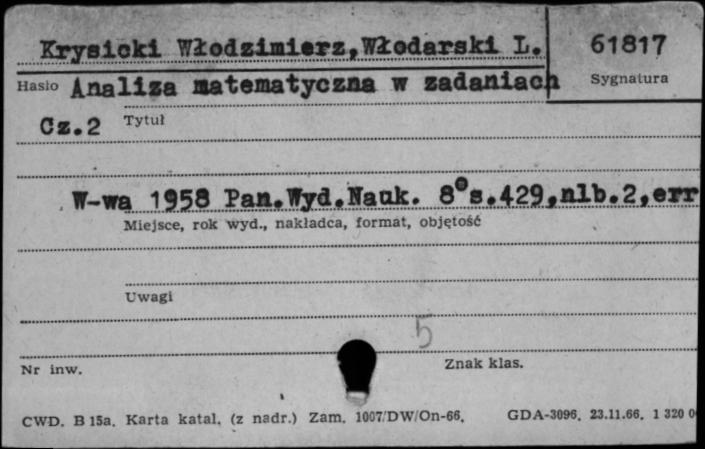 Krysicki Włodzimierz,Włodarski L.
61817
Sygnatura
Hasło Analiza matematyczna w zadaniach
Cz.2 Tytuł
W-wa 1958 Pan.Wyd.Nauk. 8°s.429,nlb.2,err
Miejsce, rok wyd., nakładca, format, objętość
Uwagi
5
Nr inw. Znak klas.
CWD. B 15a. Karta katal. (z nadr.) Zam. 1007/DW/On-66. GDA-3096. 23.11.66. 1 320 0